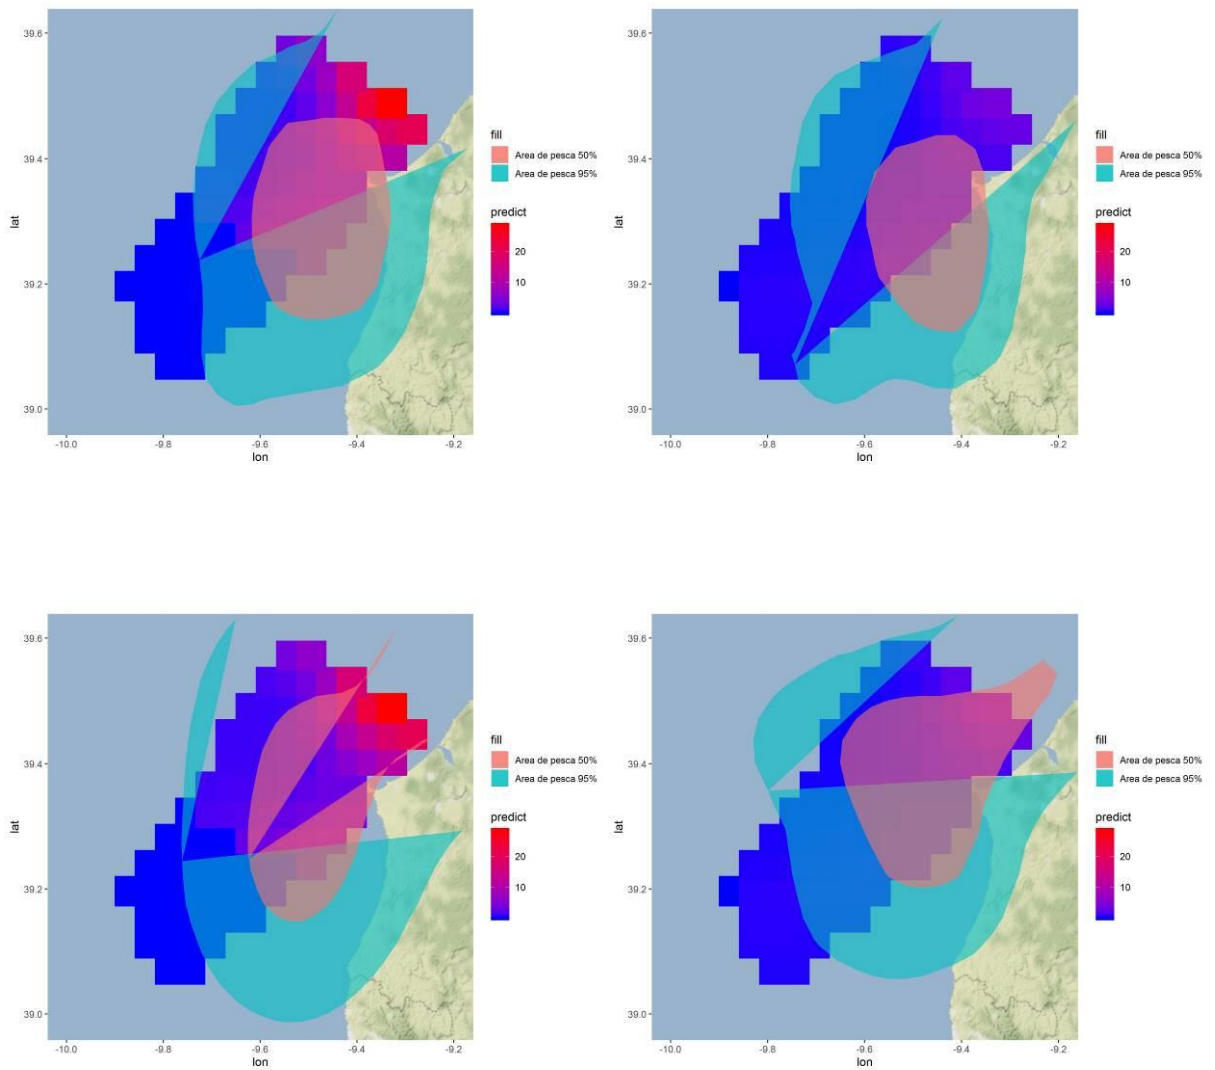 39.6
39.4
39.2
39.0
lat
-10.0 -9.8 -9.6 -9.4 -9.2
lon
fill
Area de pesca 50%
Area de pesca 95%
predict
20
10
39.6
39.4
39.2
39.0
lat
-10.0 -9.8 -9.6 -9.4 -9.2
lon
fill
Area de pesca 50%
Area de pesca 95%
predict
20
10
39.6
39.4
39.2
39.0
lat
-10.0 -9.8 -9.6 -9.4 -9.2
lon
fill
Area de pesca 50%
Area de pesca 95%
predict
20
10
39.6
39.4
39.2
39.0
lat
-10.0 -9.8 -9.6 -9.4 -9.2
lon
fill
Area de pesca 50%
Area de pesca 95%
predict
20
10